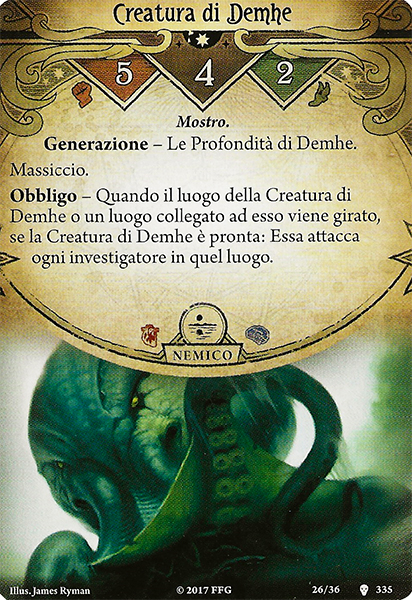 Creatura di Demhe
5 4 2
Mostro.
Generazione – Le Profondità di Demhe.
Massiccio.
Obbligo – Quando il luogo della Creatura di
Demhe o un luogo collegato ad esso viene girato,
se la Creatura di Demhe è pronta: Essa attacca
ogni investigatore in quel luogo.
NEMICO
Illus. James Ryman © 2017 FFG 26/36 335